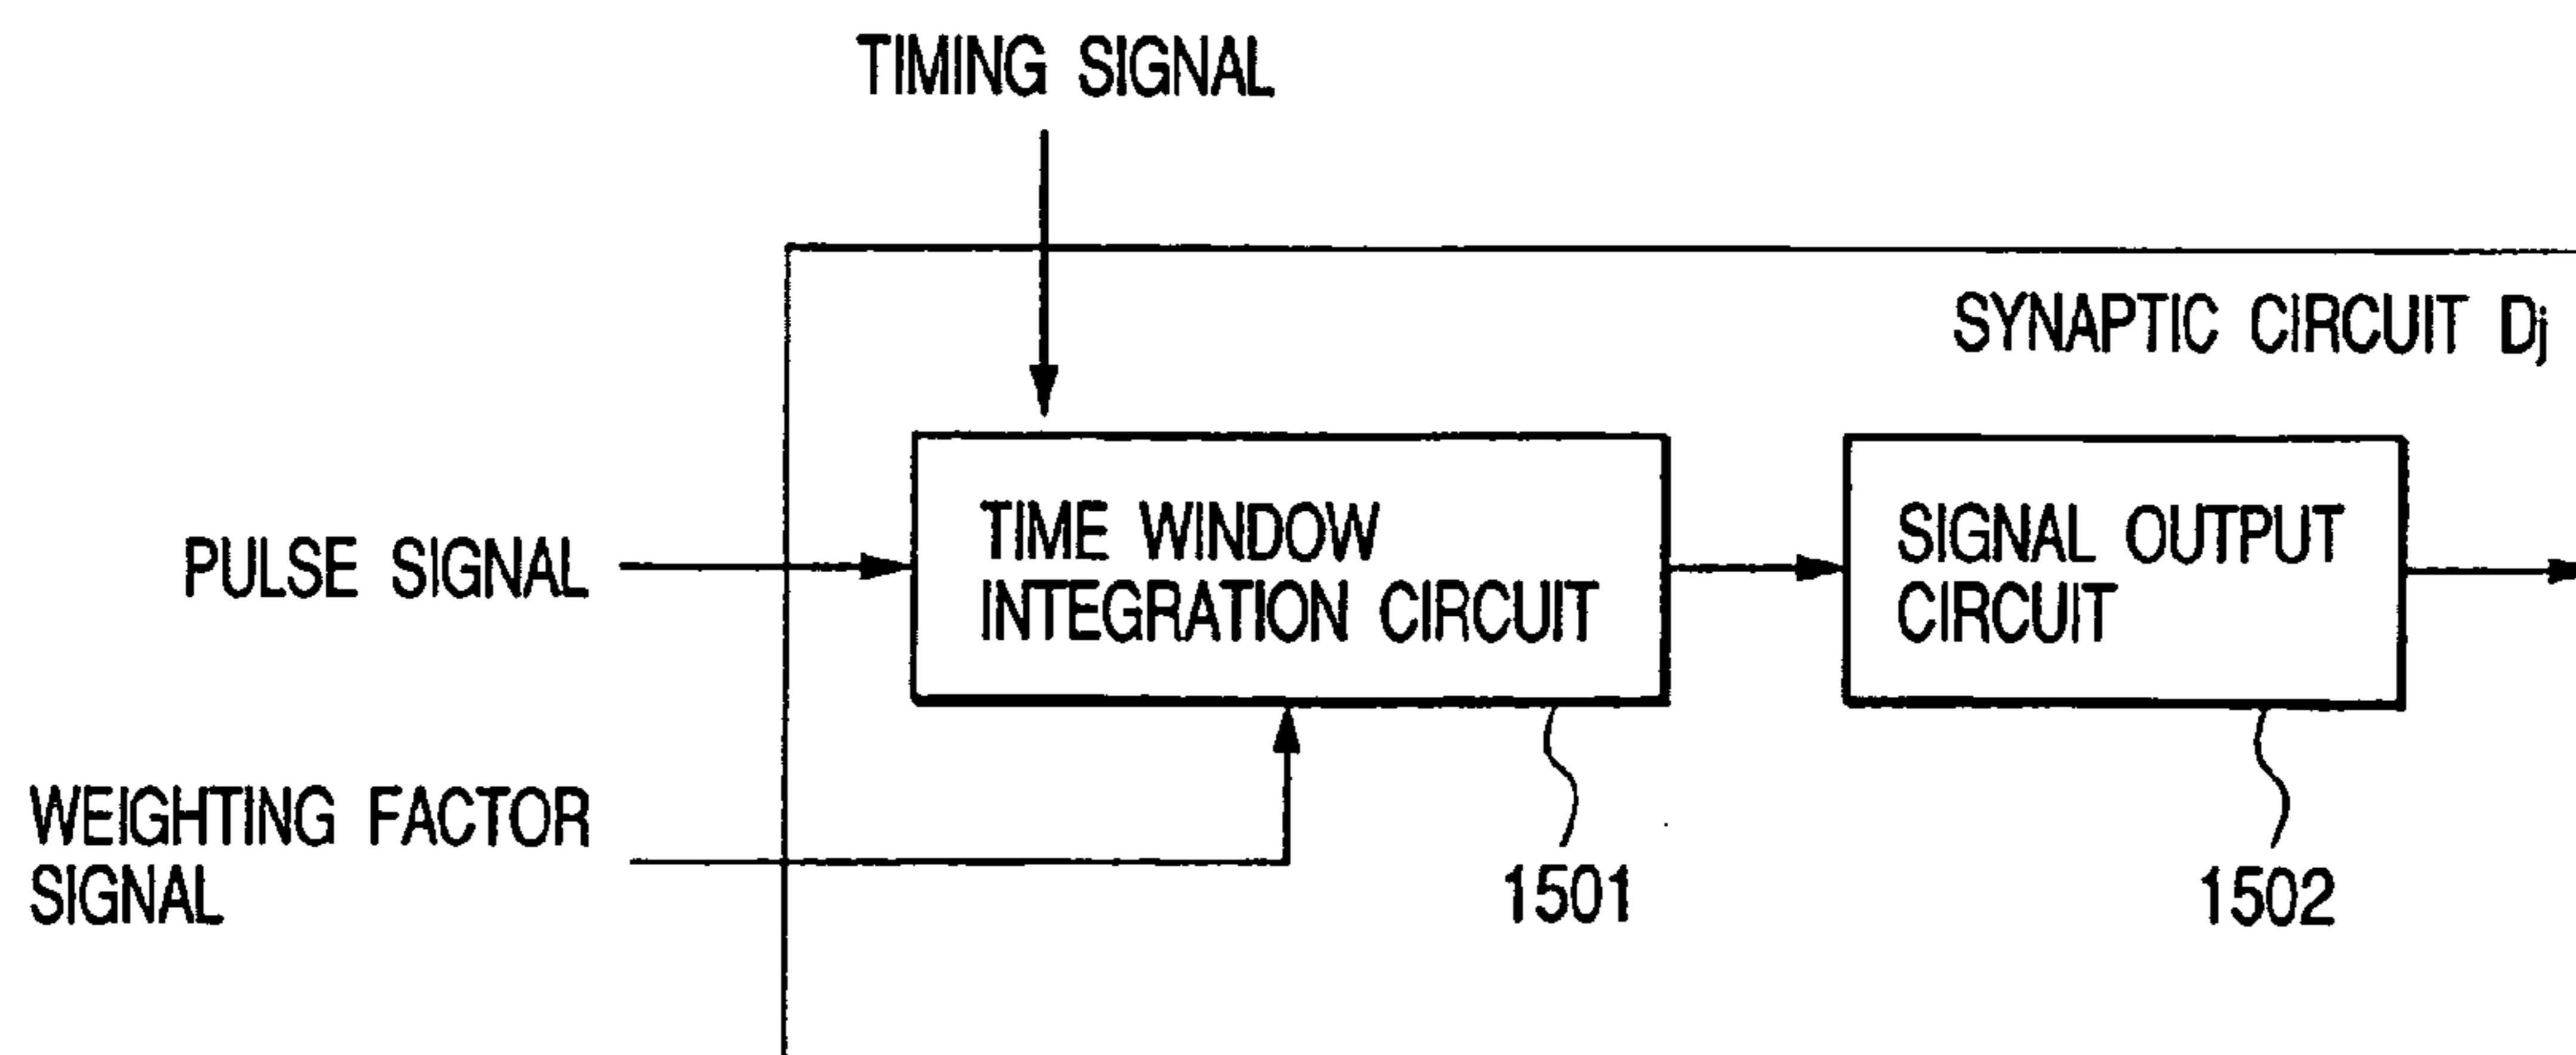 TIMING SIGNAL
SYNAPTIC CIRCUIT Dj
PULSE SIGNAL
TIME WINDOW
INTEGRATION CIRCUIT
SIGNAL OUTPUT
CIRCUIT
WEIGHTING FACTOR
SIGNAL
1501
1502